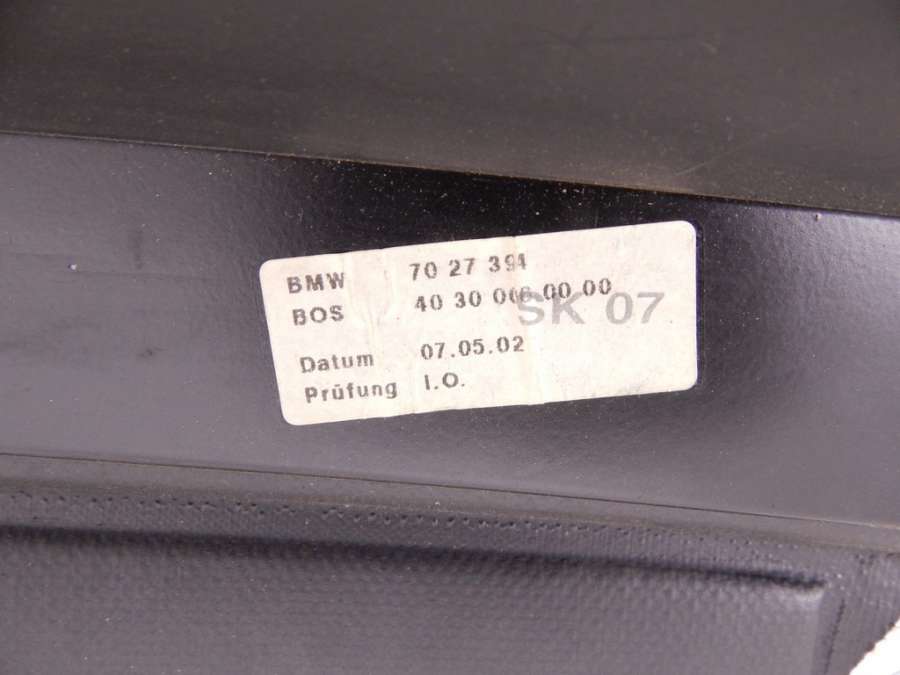 BMW 70 27 394
BOS 40 30 006 00 00
SK 07
Datum 07.05.02
Prüfung I.O.